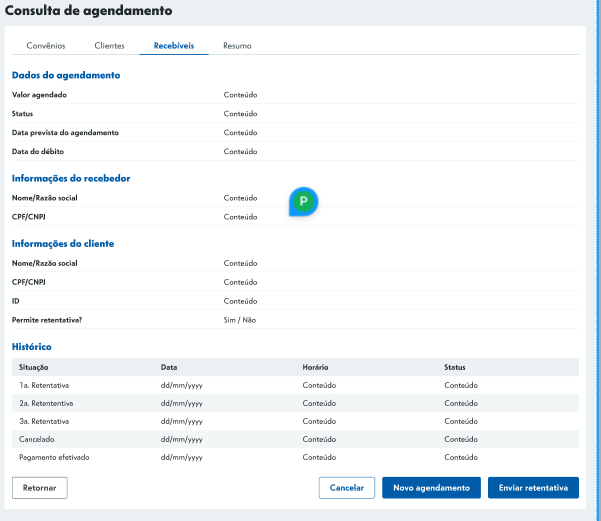 Consulta de agendamento
Convênios Clientes Recebíveis Resumo
Dados do agendamento
Valor agendado Conteúdo
Status Conteúdo
Data prevista do agendamento Conteúdo
Data do débito Conteúdo
Informações do recebedor
Nome/Razão social Conteúdo
P
CPF/CNPJ Conteúdo
Informações do cliente
Nome/Razão social Conteúdo
CPF/CNPJ Conteúdo
ID Conteúdo
Permite retentativa? Sim / Não
Histórico
Situação Data Horário Status
1a. Retentativa dd/mm/yyyy Conteúdo Conteúdo
2a. Retententiva dd/mm/yyyy Conteúdo Conteúdo
3a. Retentativa dd/mm/yyyy Conteúdo Conteúdo
Cancelado dd/mm/yyyy Conteúdo Conteúdo
Pagamento efetivado dd/mm/yyyy Conteúdo Conteúdo
Retornar Cancelar Novo agendamento Enviar retentativa